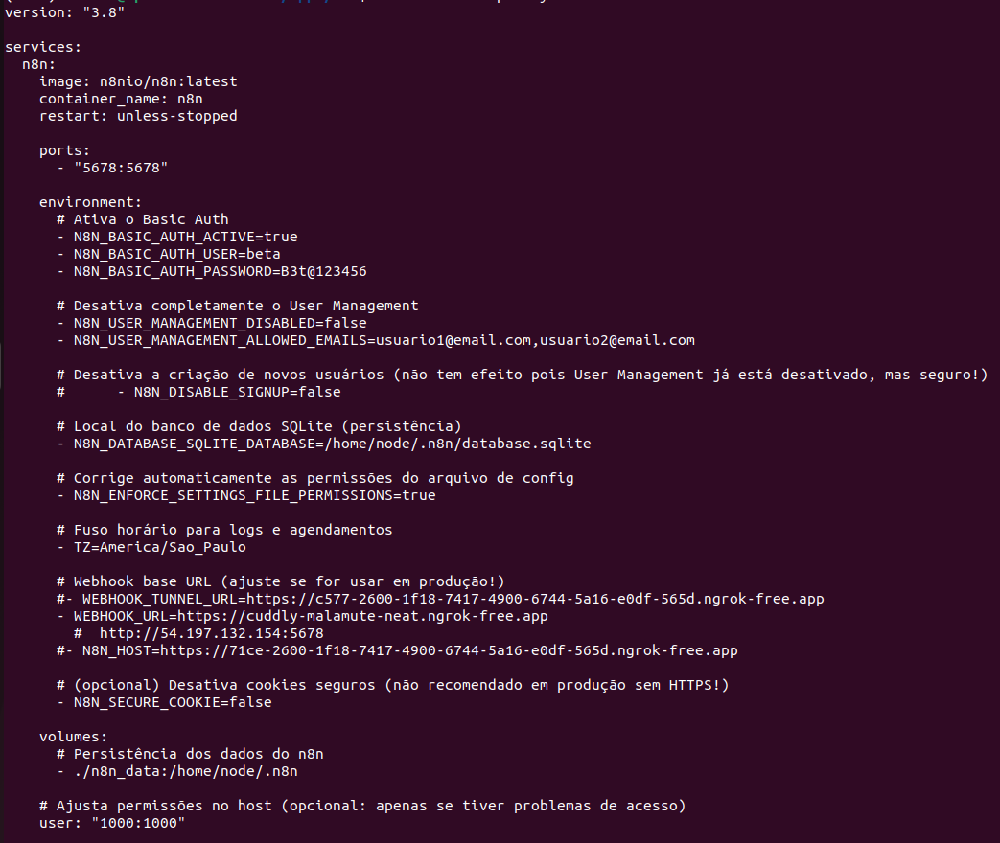 version: "3.8"
services:
n8n:
image: n8nio/n8n:latest
container_name: n8n
restart: unless-stopped
ports:
- "5678:5678"
environment:
# Ativa o Basic Auth
- N8N_BASIC_AUTH_ACTIVE=true
- N8N_BASIC_AUTH_USER=beta
- N8N_BASIC_AUTH_PASSWORD=B3t@123456
# Desativa completamente o User Management
- N8N_USER_MANAGEMENT_DISABLED=false
- N8N_USER_MANAGEMENT_ALLOWED_EMAILS=usuario1@email.com,usuario2@email.com
# Desativa a criação de novos usuários (não tem efeito pois User Management já está desativado, mas seguro!)
#      - N8N_DISABLE_SIGNUP=false
# Local do banco de dados SQLite (persistência)
- N8N_DATABASE_SQLITE_DATABASE=/home/node/.n8n/database.sqlite
# Corrige automaticamente as permissões do arquivo de config
- N8N_ENFORCE_SETTINGS_FILE_PERMISSIONS=true
# Fuso horário para logs e agendamentos
- TZ=America/Sao_Paulo
# Webhook base URL (ajuste se for usar em produção!)
#- WEBHOOK_TUNNEL_URL=https://c577-2600-1f18-7417-4900-6744-5a16-e0df-565d.ngrok-free.app
- WEBHOOK_URL=https://cuddly-malamute-neat.ngrok-free.app
#  http://54.197.132.154:5678
#- N8N_HOST=https://71ce-2600-1f18-7417-4900-6744-5a16-e0df-565d.ngrok-free.app
# (opcional) Desativa cookies seguros (não recomendado em produção sem HTTPS!)
- N8N_SECURE_COOKIE=false
volumes:
# Persistência dos dados do n8n
- ./n8n_data:/home/node/.n8n
# Ajusta permissões no host (opcional: apenas se tiver problemas de acesso)
user: "1000:1000"